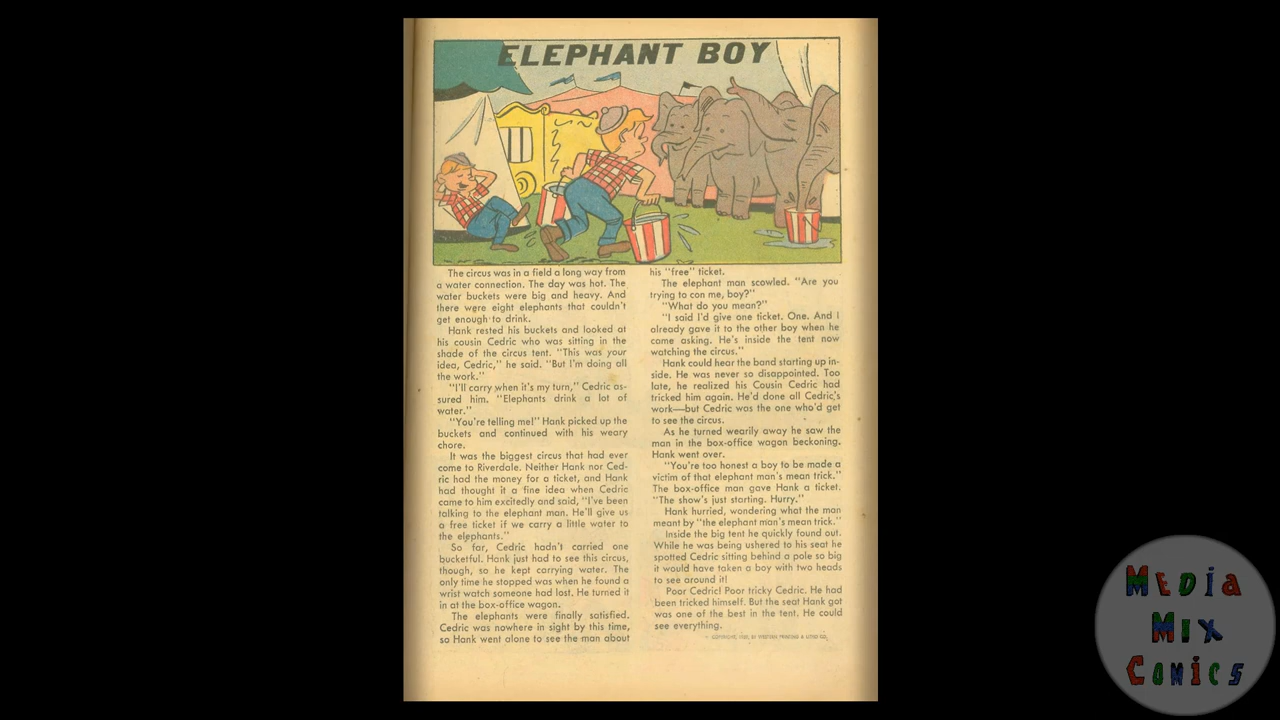 ELEPHANT BOY
The circus was in a field a long way from
a water connection. The day was hot. The
water buckets were big and heavy. And
there were eight elephants that couldn't
get enough to drink.
Hank rested his buckets and looked at
his cousin Cedric who was sitting in the
shade of the circus tent. "This was your
idea, Cedric," he said. "But I'm doing all
the work."
"I'll carry when it's my turn," Cedric as-
sured him. "Elephants drink a lot of
water."
"You're telling me!" Hank picked up the
buckets and continued with his weary
chore.
It was the biggest circus that had ever
come to Riverdale. Neither Hank nor Ced-
ric had the money for a ticket, and Hank
had thought it a fine idea when Cedric
came to him excitedly and said, "I've been
talking to the elephant man. He'll give us
a free ticket if we carry a little water to
the elephants."
So far, Cedric hadn't carried one
bucketful. Hank just had to see this circus,
though, so he kept carrying water. The
only time he stopped was when he found a
wrist watch someone had lost. He turned it
in at the box-office wagon.
The elephants were finally satisfied.
Cedric was nowhere in sight by this time,
so Hank went alone to see the man about
his "free" ticket.
The elephant man scowled. "Are you
trying to con me, boy?"
"What do you mean?"
"I said I'd give one ticket. One. And I
already gave it to the other boy when he
come asking. He's inside the tent now
watching the circus."
Hank could hear the band starting up in-
side. He was never so disappointed. Too
late, he realized his Cousin Cedric had
tricked him again. He'd done all Cedric's
work—but Cedric was the one who'd get
to see the circus.
As he turned wearily away he saw the
man in the box-office wagon beckoning.
Hank went over.
"You're too honest a boy to be made a
victim of that elephant man's mean trick."
The box-office man gave Hank a ticket.
"The show's just starting. Hurry."
Hank hurried, wondering what the man
meant by "the elephant man's mean trick."
Inside the big tent he quickly found out.
While he was being ushered to his seat he
spotted Cedric sitting behind a pole so big
it would have taken a boy with two heads
to see around it!
Poor Cedric! Poor tricky Cedric. He had
been tricked himself. But the seat Hank got
was one of the best in the tent. He could
see everything.
COPYRIGHT, BY WESTERN PRINTING & LITHO CO.
MEDia
Mix
Comics